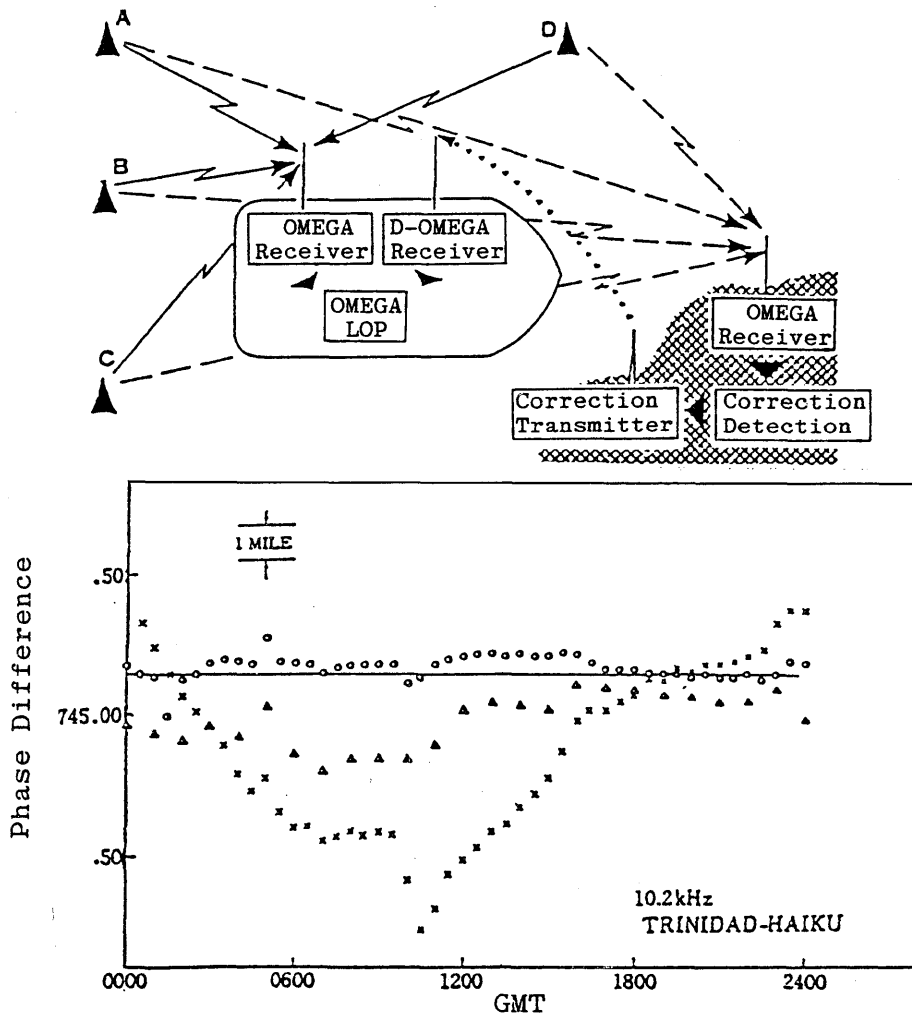 A
D
B
C
OMEGA
Receiver
D-OMEGA
Receiver
OMEGA
LOP
OMEGA
Receiver
Correction
Transmitter
Correction
Detection
1 MILE
.50
745.00
.50
Phase Difference
10.2kHz
TRINIDAD-HAIKU
0000
0600
1200
1800
2400
GMT